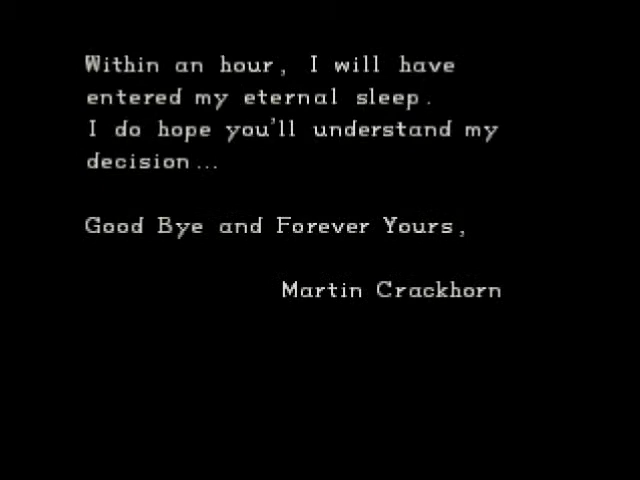 Within an hour, I will have
entered my eternal sleep.
I do hope you'll understand my
decision...
Good Bye and Forever Yours,
Martin Crackhorn